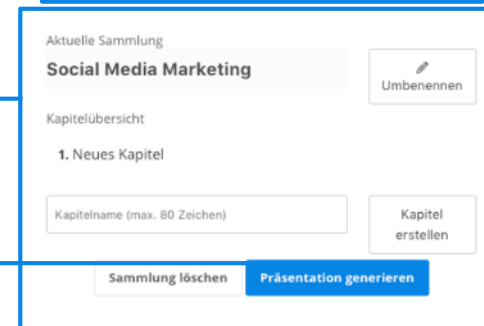 Aktuelle Sammlung
Social Media Marketing
Umbenennen
Kapitelübersicht
1. Neues Kapitel
Kapitelname (max. 80 Zeichen)
Kapitel
erstellen
Sammlung löschen
Präsentation generieren